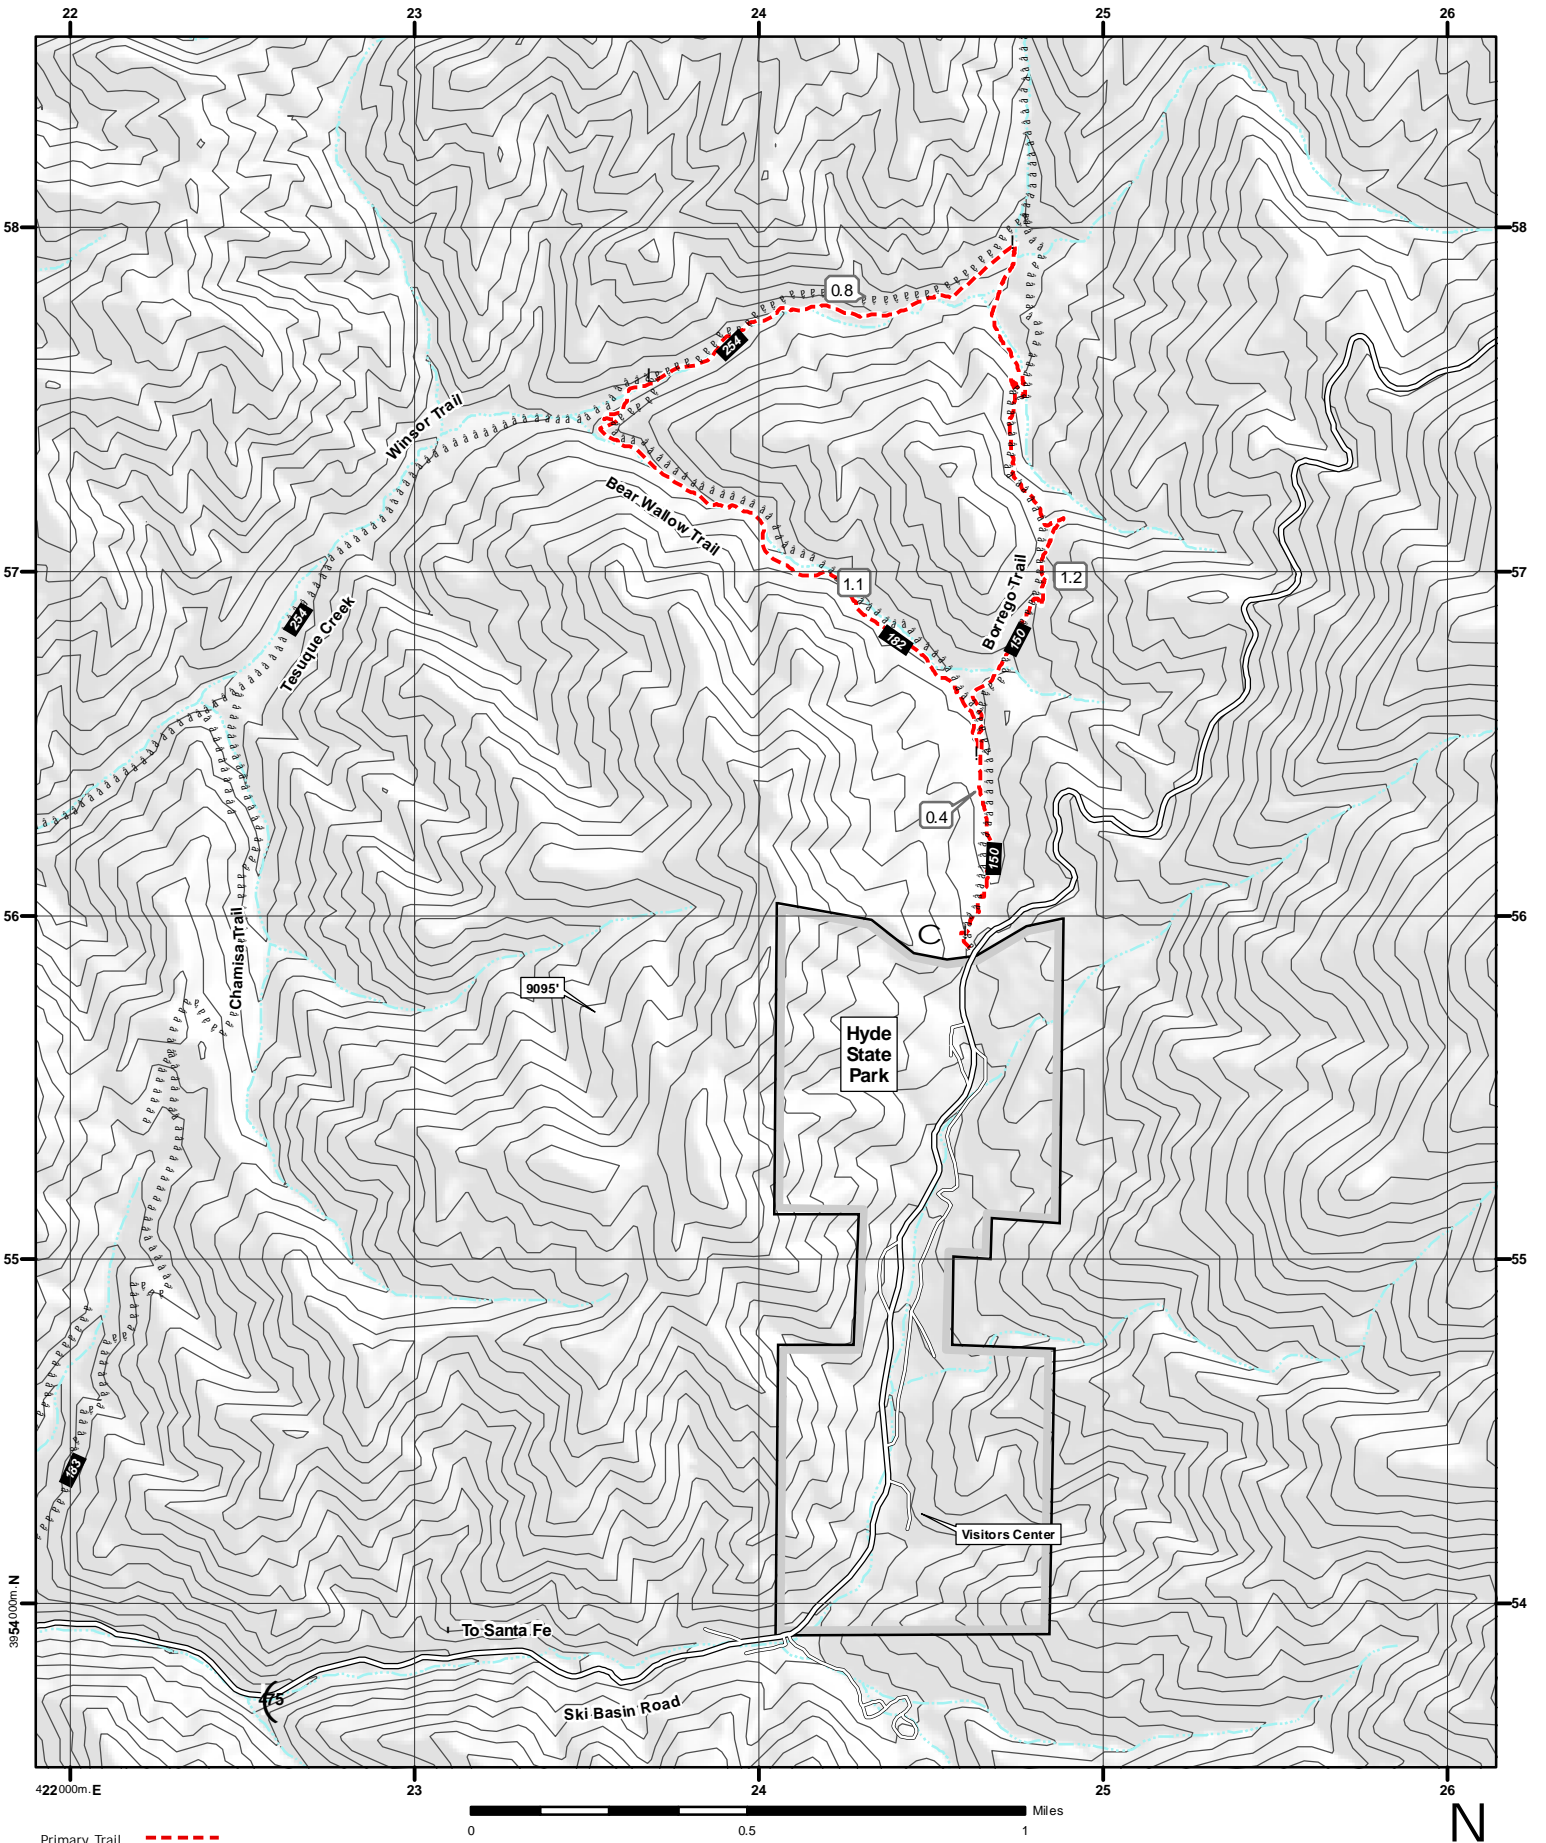 22 23 24 25 26
58 58
0.8
254
Winsor Trail
Bear Wallow Trail
57 57
1.1
1.2
Borrego Trail
254
Tesuque Creek
182
150
0.4
150
56 56
C
Chamisa Trail
9095'
Hyde
State
Park
55 55
183
Visitors Center
3954000m.N 54
To Santa Fe
475
Ski Basin Road
422000m.E 23 24 25 26
Miles
0 0.5 1
N
Primary Trail